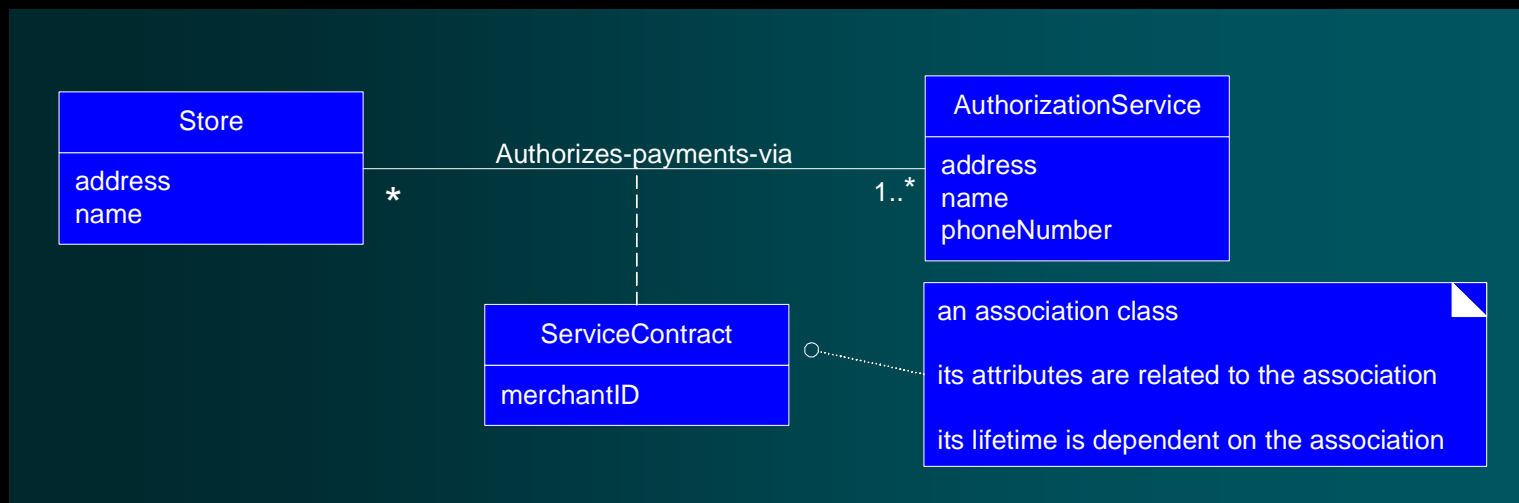 Store
address
name
Authorizes-payments-via
*
1..*
AuthorizationService
address
name
phoneNumber
ServiceContract
merchantID
an association class
its attributes are related to the association
its lifetime is dependent on the association